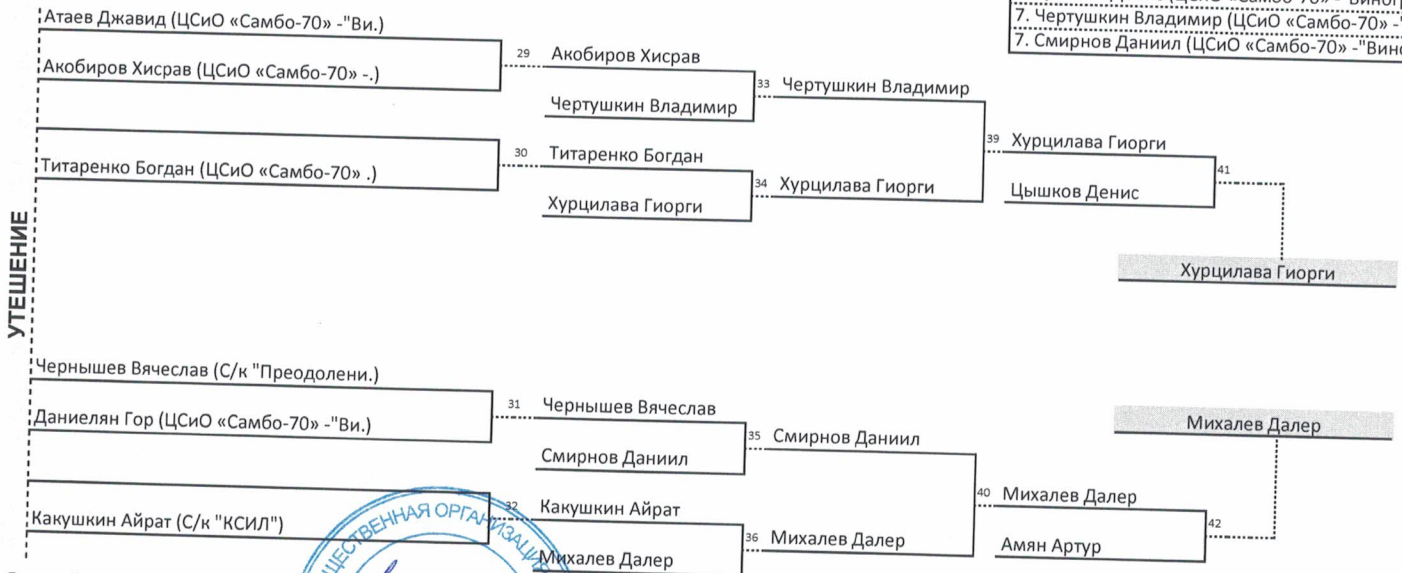 7. Чертушкин Владимир (ЦСиО «Самбо-70» -"
7. Смирнов Даниил (ЦСиО «Самбо-70» -"Вино
УТЕШЕНИЕ
Атаев Джавид (ЦСиО «Самбо-70» -"Ви.)
Акобиров Хисрав (ЦСиО «Самбо-70» -.)
29 Акобиров Хисрав
Чертушкин Владимир
33 Чертушкин Владимир
Титаренко Богдан (ЦСиО «Самбо-70» .)
30 Титаренко Богдан
Хурцилава Гиорги
34 Хурцилава Гиорги
39 Хурцилава Гиорги
Цышков Денис
41
Хурцилава Гиорги
Чернышев Вячеслав (С/к "Преодолени.)
Даниелян Гор (ЦСиО «Самбо-70» -"Ви.)
31 Чернышев Вячеслав
Смирнов Даниил
35 Смирнов Даниил
Какушкин Айрат (С/к "КСИЛ")
32 Какушкин Айрат
Михалев Далер
36 Михалев Далер
40 Михалев Далер
Амян Артур
42
Михалев Далер
ЩЕСТВЕННАЯ ОРГАНИЗАЦИЯ